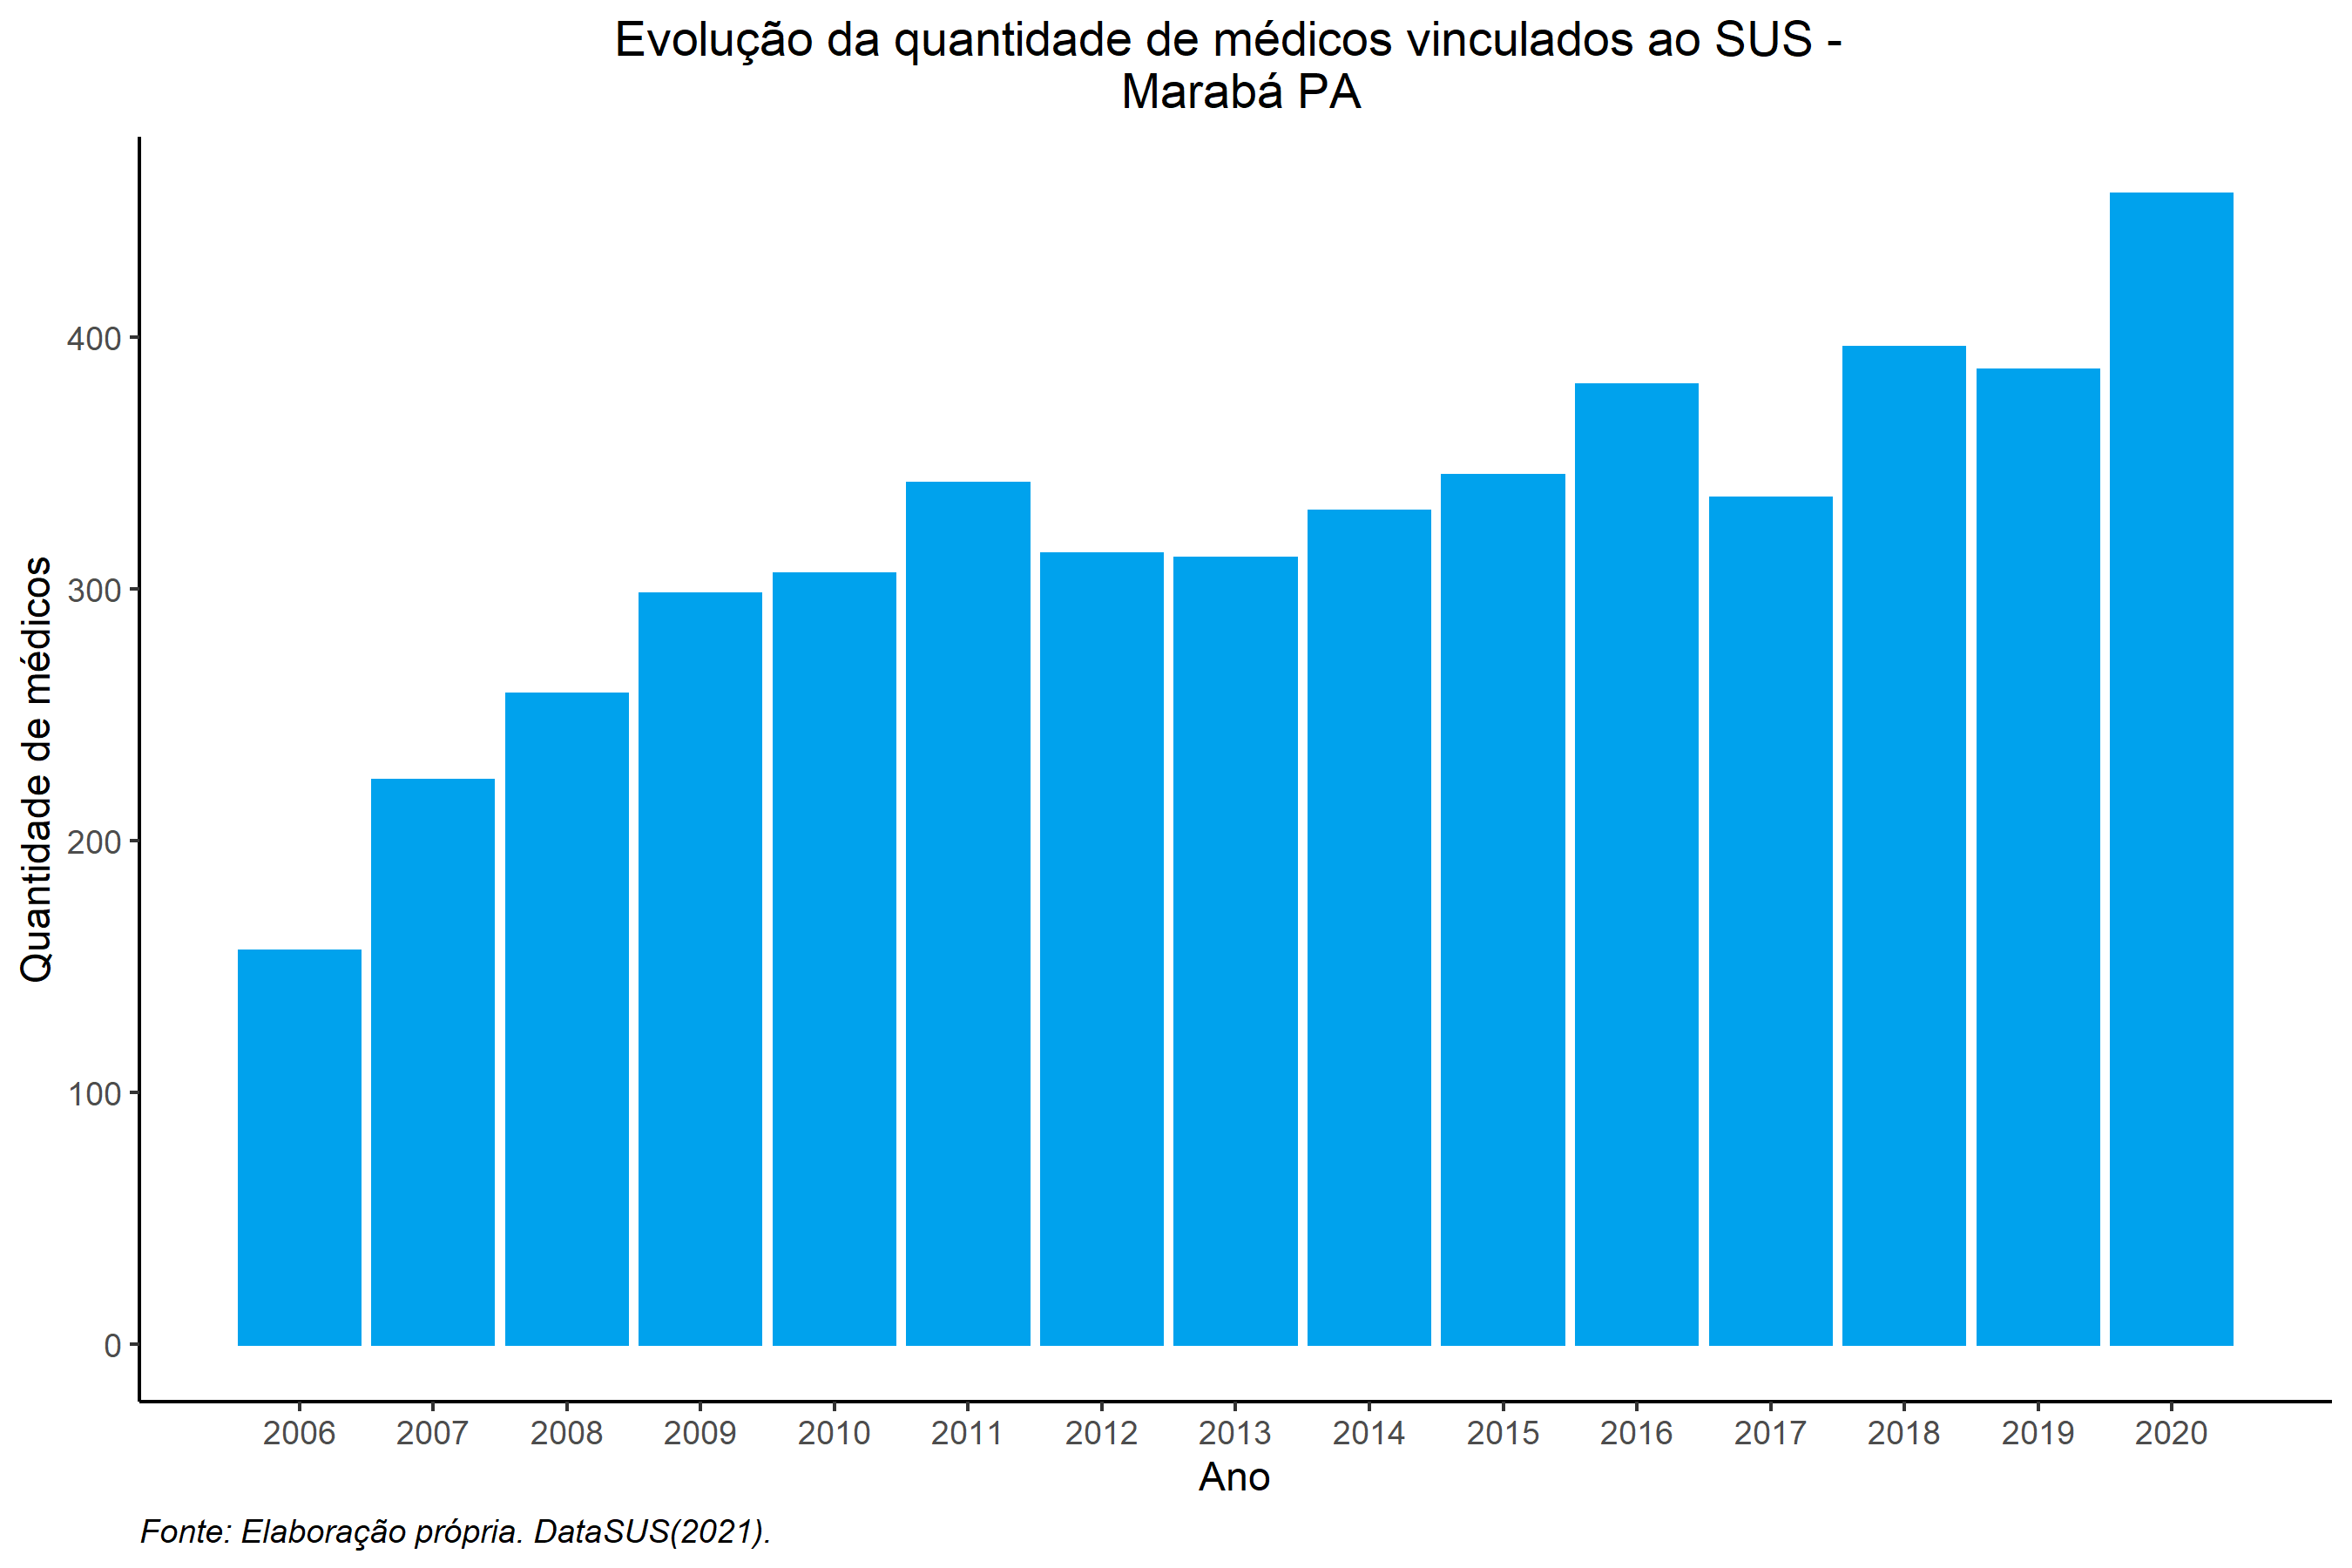 Evolução da quantidade de médicos vinculados ao SUS -
Marabá PA
Quantidade de médicos
400
300
200
100
0
2006 2007 2008 2009 2010 2011 2012 2013 2014 2015 2016 2017 2018 2019 2020
Ano
Fonte: Elaboração própria. DataSUS(2021).